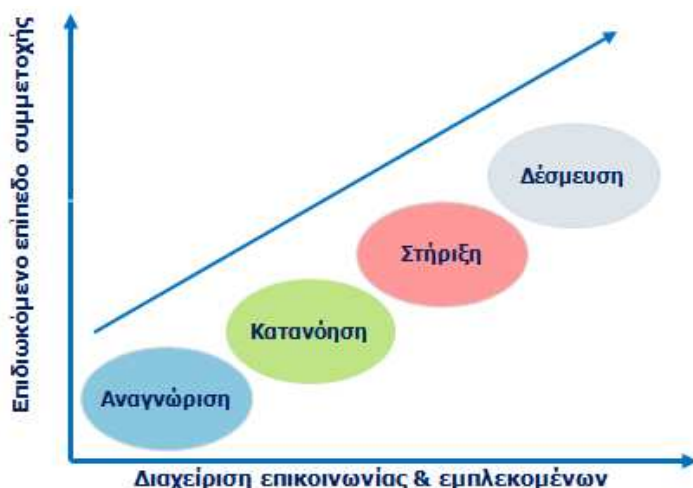 Επιδιωκόμενο επίπεδο συμμετοχής
Δέσμευση
Στήριξη
Κατανόηση
Αναγνώριση
Διαχείριση επικοινωνίας & εμπλεκομένων